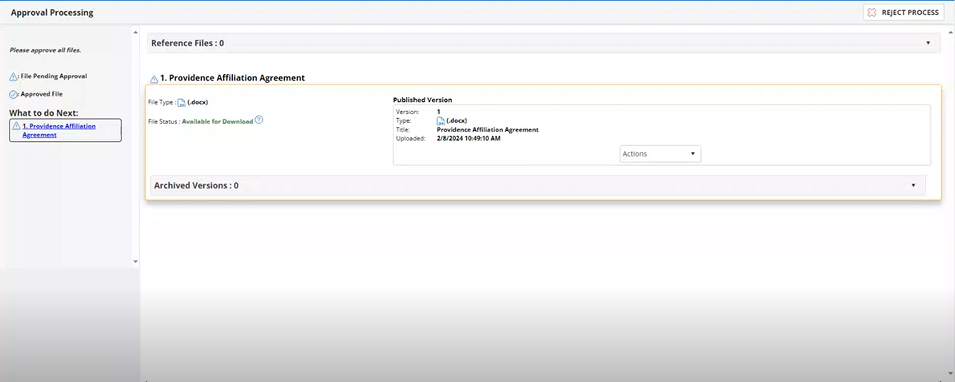 Approval Processing
REJECT PROCESS
Please approve all files.
: File Pending Approval
: Approved File
What to do Next:
1. Providence Affiliation
Agreement
Reference Files : 0
1. Providence Affiliation Agreement
File Type : (.docx)
File Status : Available for Download ?
Published Version
Version: 1
Type: (.docx)
Title: Providence Affiliation Agreement
Uploaded: 2/8/2024 10:49:10 AM
Actions
Archived Versions : 0